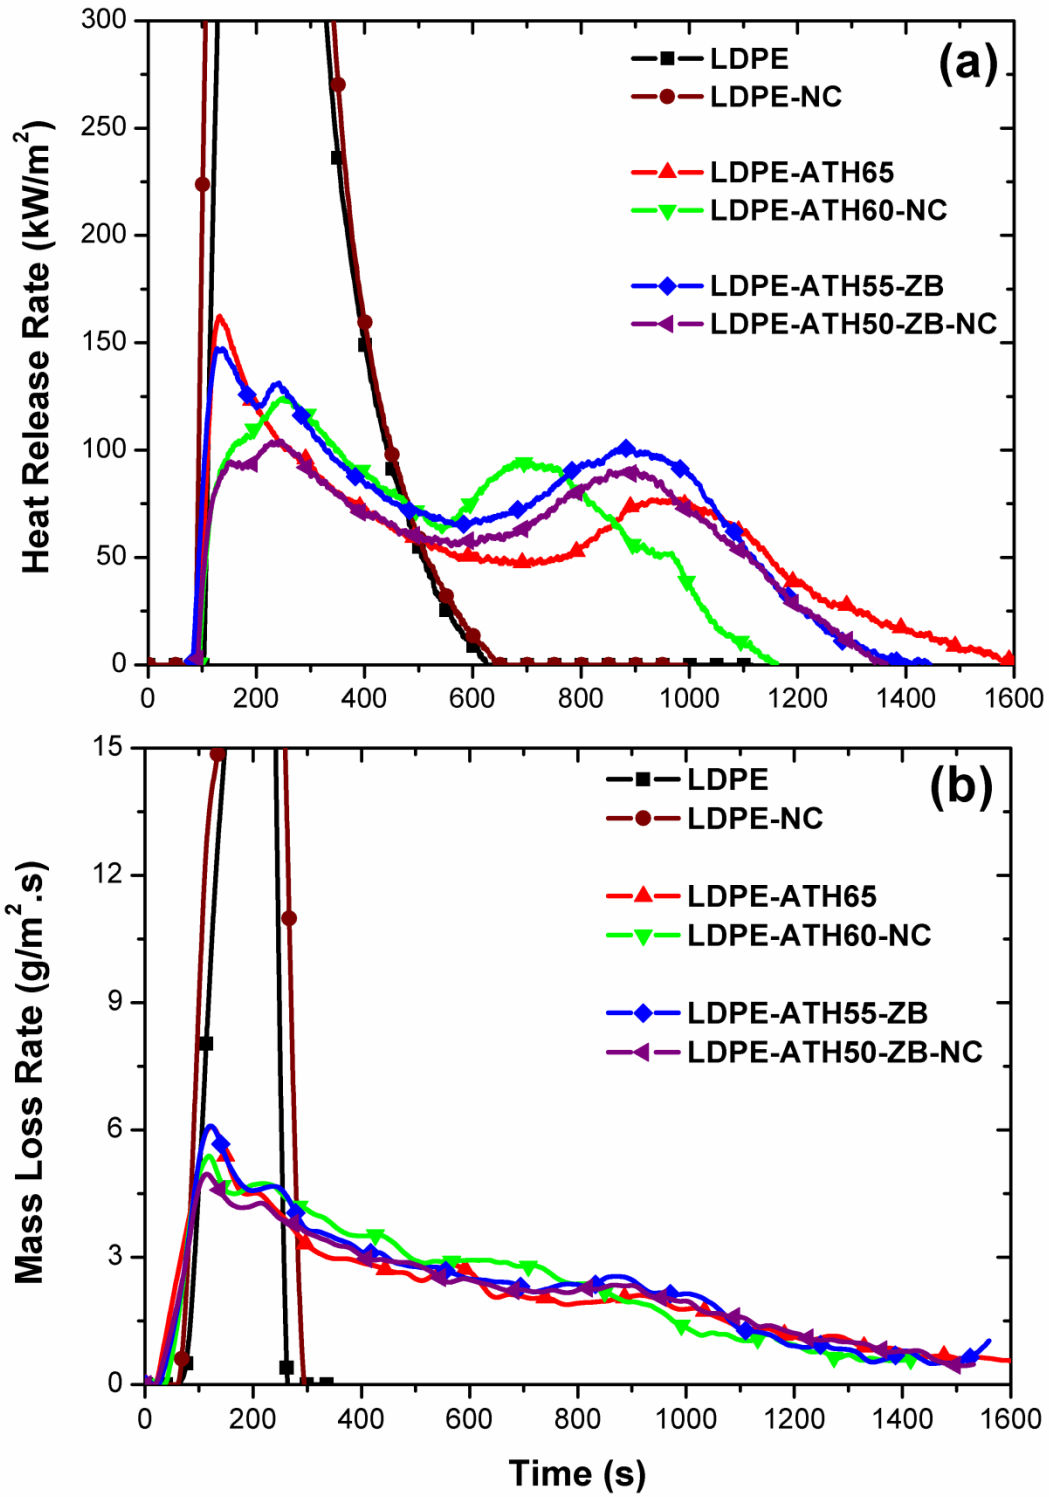 300
250
200
150
100
50
0
Heat Release Rate (kW/m²)
(a)
LDPE
LDPE-NC
LDPE-ATH65
LDPE-ATH60-NC
LDPE-ATH55-ZB
LDPE-ATH50-ZB-NC
0 200 400 600 800 1000 1200 1400 1600
15
12
9
6
3
0
Mass Loss Rate (g/m².s)
(b)
LDPE
LDPE-NC
LDPE-ATH65
LDPE-ATH60-NC
LDPE-ATH55-ZB
LDPE-ATH50-ZB-NC
0 200 400 600 800 1000 1200 1400 1600
Time (s)